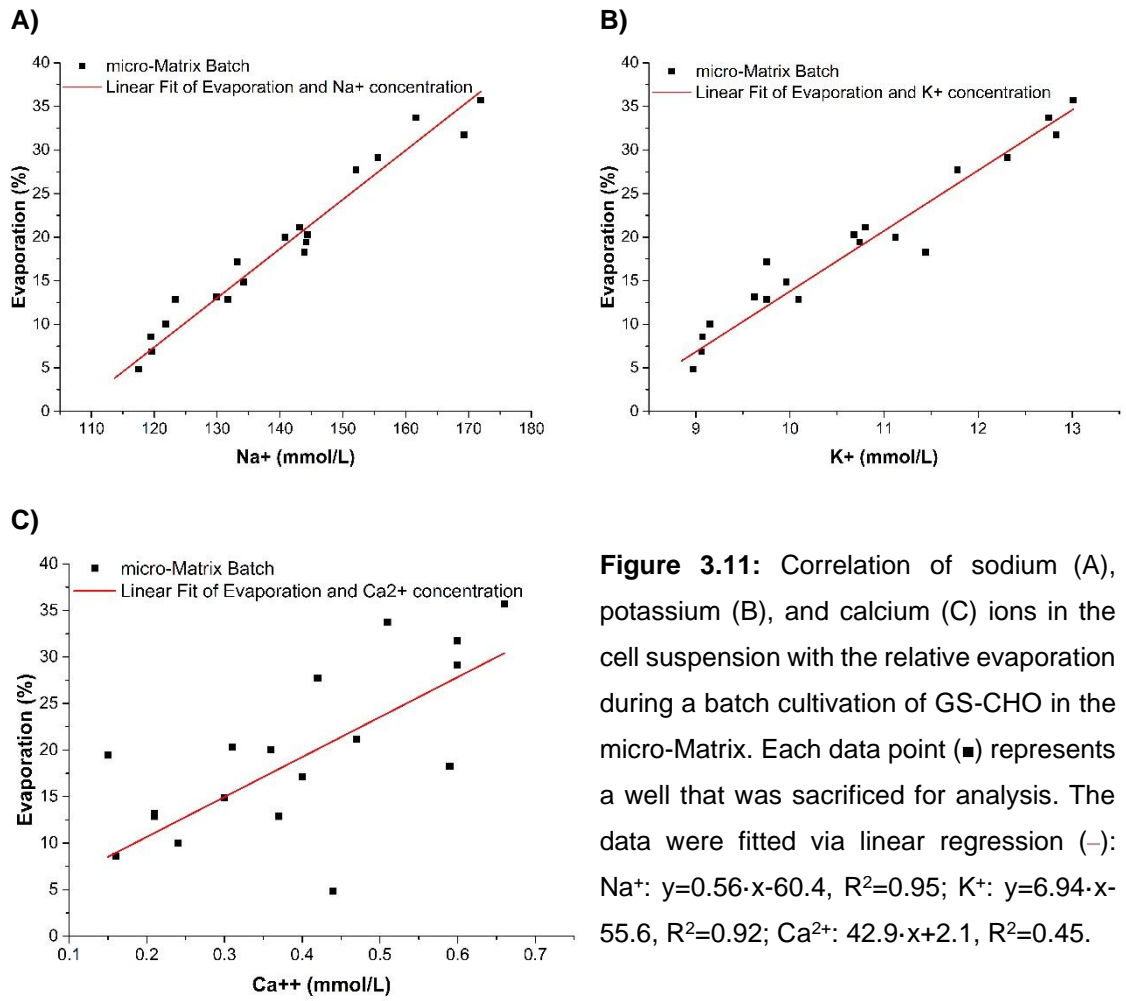 A)
micro-Matrix Batch
Linear Fit of Evaporation and Na+ concentration
40
35
30
25
20
15
10
5
0
Evaporation (%)
110 120 130 140 150 160 170 180
Na+ (mmol/L)
B)
micro-Matrix Batch
Linear Fit of Evaporation and K+ concentration
40
35
30
25
20
15
10
5
0
Evaporation (%)
9 10 11 12 13
K+ (mmol/L)
C)
micro-Matrix Batch
Linear Fit of Evaporation and Ca2+ concentration
40
35
30
25
20
15
10
5
0
Evaporation (%)
0.1 0.2 0.3 0.4 0.5 0.6 0.7
Ca++ (mmol/L)
Figure 3.11: Correlation of sodium (A),
potassium (B), and calcium (C) ions in the
cell suspension with the relative evaporation
during a batch cultivation of GS-CHO in the
micro-Matrix. Each data point (■) represents
a well that was sacrificed for analysis. The
data were fitted via linear regression (–):
Na⁺: y=0.56·x-60.4, R²=0.95; K⁺: y=6.94·x-
55.6, R²=0.92; Ca²⁺: 42.9·x+2.1, R²=0.45.